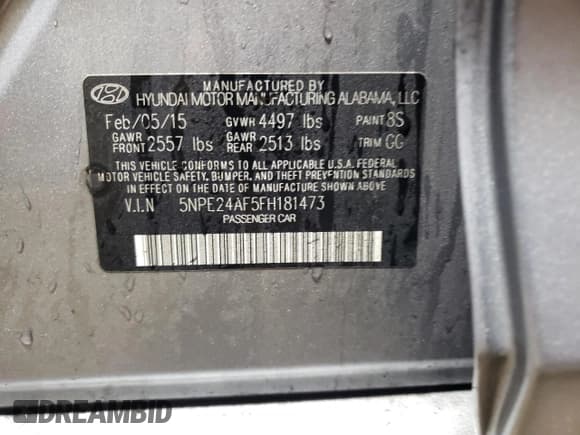 MANUFACTURED BY
HYUNDAI MOTOR MANUFACTURING ALABAMA, LLC
Feb/05/15 GVWR 4497 lbs PAINT 8S
GAWR FRONT 2557 lbs GAWR REAR 2513 lbs TRIM GG
THIS VEHICLE CONFORMS TO ALL APPLICABLE U.S.A. FEDERAL
MOTOR VEHICLE SAFETY, BUMPER, AND THEFT PREVENTION STANDARDS
IN EFFECT ON THE DATE OF MANUFACTURE SHOWN ABOVE.
V.I.N 5NPE24AF5FH181473
PASSENGER CAR
DREAMBID